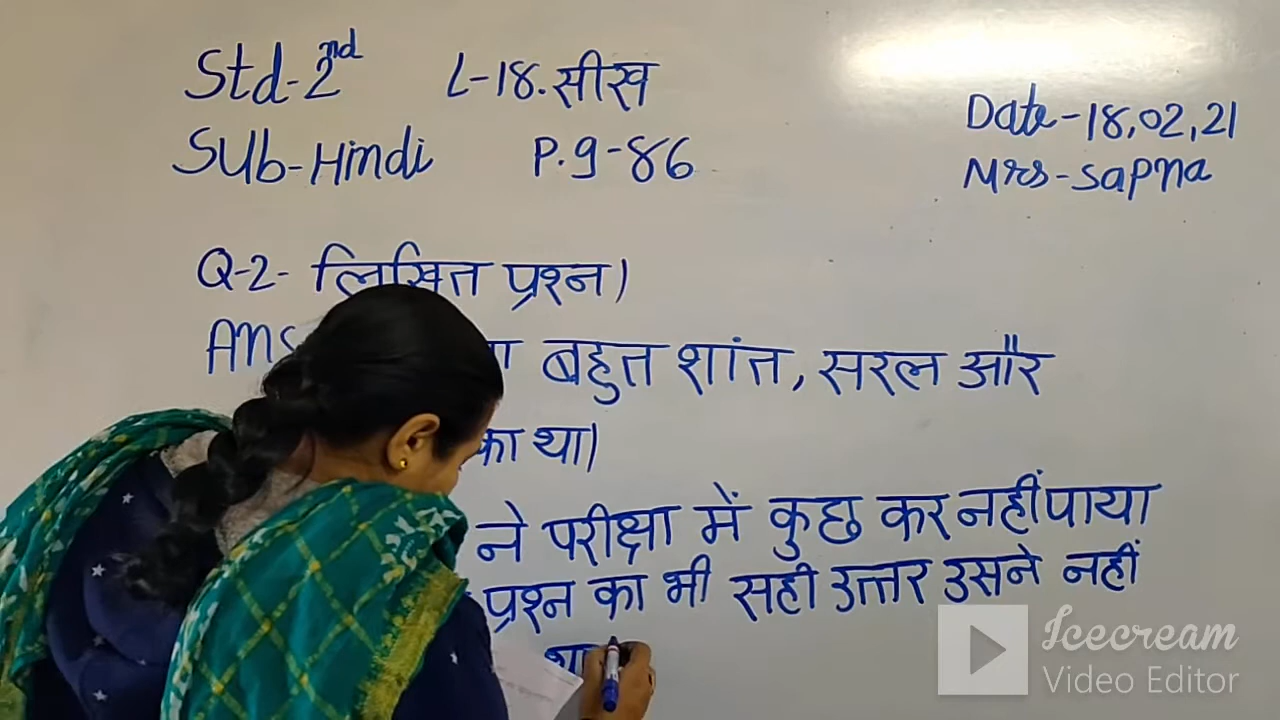 Std-2nd L-18. सीख
Date-18,02,21
Sub-Hindi P.g-86
Mrs-Sapna
Q-2- लिखित प्रश्न।
Ans बहुत शांत, सरल और
का था।
ने परीक्षा में कुछ कर नहीं पाया
प्रश्न का भी सही उत्तर उसने नहीं
Icecream
Video Editor